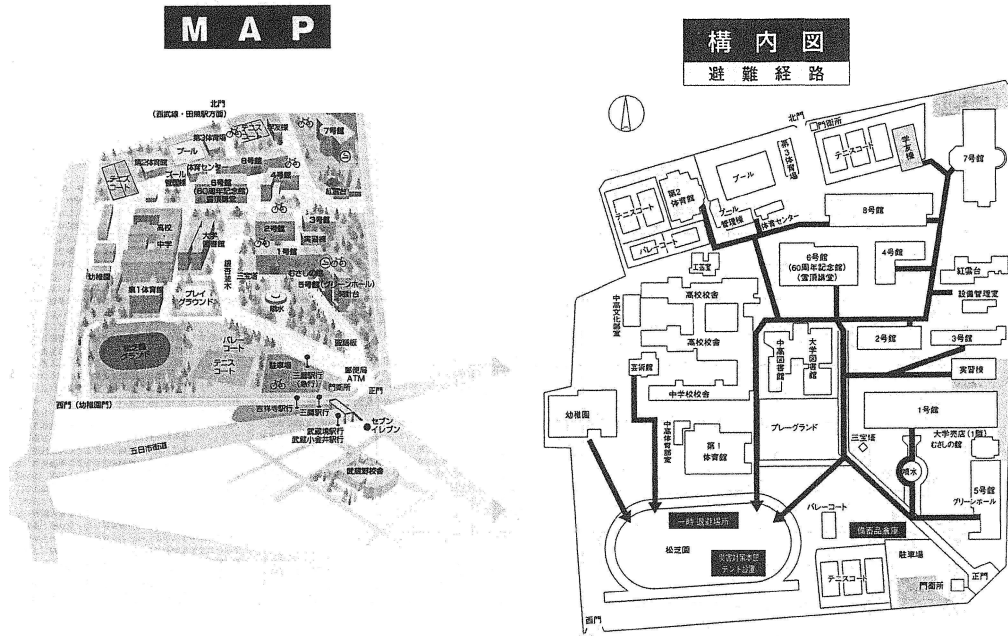 MAP
北門
(西武線・田無駅方面)
7号館
第3体育場
プール
第2体育館
体育センター
8号館
テニスコート
プール
管理棟
6号館
(60周年記念館)
雪頂講堂
4号館
紅雲台
3号館
高校
中学
大学
図書館
2号館
実習棟
1号館
幼稚園
銀杏並木
三宝塔
むさしの館
5号館(グリーンホール)
第1体育館
プレイ
グラウンド
噴水
バレー
コート
テニス
コート
駐車場
郵便局
ATM
三鷹駅行
(急行)
門衛所
正門
西門(幼稚園門)
吉祥寺駅行
三鷹駅行
セブン
イレブン
武蔵境駅行
武蔵小金井駅行
五日市街道
武蔵野校舎
構内図
避難経路
北門
門衛所
テニスコート
学友棟
7号館
第3体育場
プール
第2
体育館
テニスコート
プール
管理棟
体育センター
8号館
バレーコート
6号館
(60周年記念館)
(雪頂講堂)
4号館
紅雲台
工芸室
設備管理室
高校校舎
中高文化部室
2号館
3号館
高校校舎
中高図書館
大学図書館
芸術館
実習棟
中学校校舎
幼稚園
1号館
プレーグランド
中高体育部室
第1
体育館
三宝塔
大学売店(1階)
むさしの館
噴水
5号館
グリーンホール
一時退避場所
バレーコート
備蓄品倉庫
松芝園
災害対策本部
テント設置
駐車場
テニスコート
門衛所
正門
西門